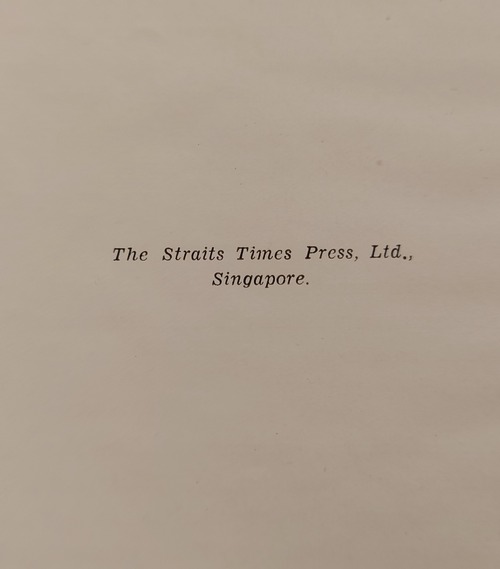 The Straits Times Press, Ltd.,
Singapore.